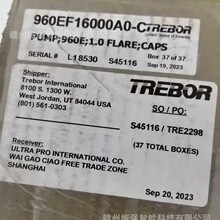 960EF16000A0-C TREBOR
PUMP;960E;1.0 FLARE;CAPS
SERIAL # L18530 S45116
Box 37 of 37
Sep 19, 2023
Shipper:
Trebor International
8100 S. 1300 W.
West Jordan, UT 84088 USA
(801) 561-0303
TREBOR
SO / PO:
S45116 / TRE2298
(37 TOTAL BOXES)
Receiver:
ULTRA PRO INTERNATIONAL CO.
WAI GAO CIAO FREE TRADE ZONE
SHANGHAI
Sep 20, 2023